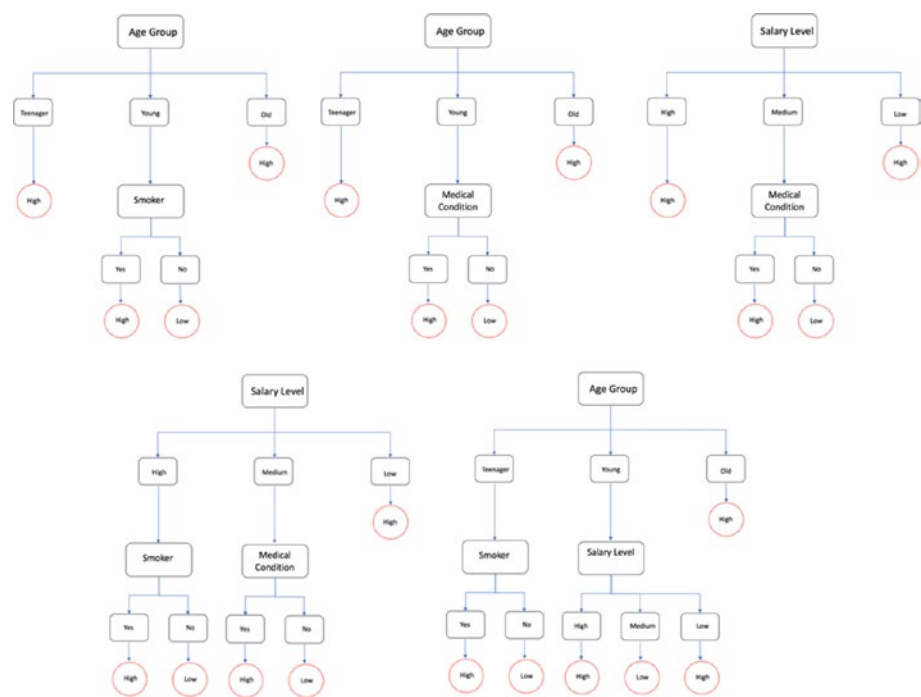 Age Group
Teenager
Young
Old
High
High
Smoker
Yes
No
High
Low
Age Group
Teenager
Young
Old
High
High
Medical
Condition
Yes
No
High
Low
Salary Level
High
Medium
Low
High
High
Medical
Condition
Yes
No
High
Low
Salary Level
High
Medium
Low
High
Smoker
Medical
Condition
Yes
No
Yes
No
High
Low
High
Low
Age Group
Teenager
Young
Old
High
Smoker
Salary Level
Yes
No
High
Medium
Low
High
Low
High
Low
High